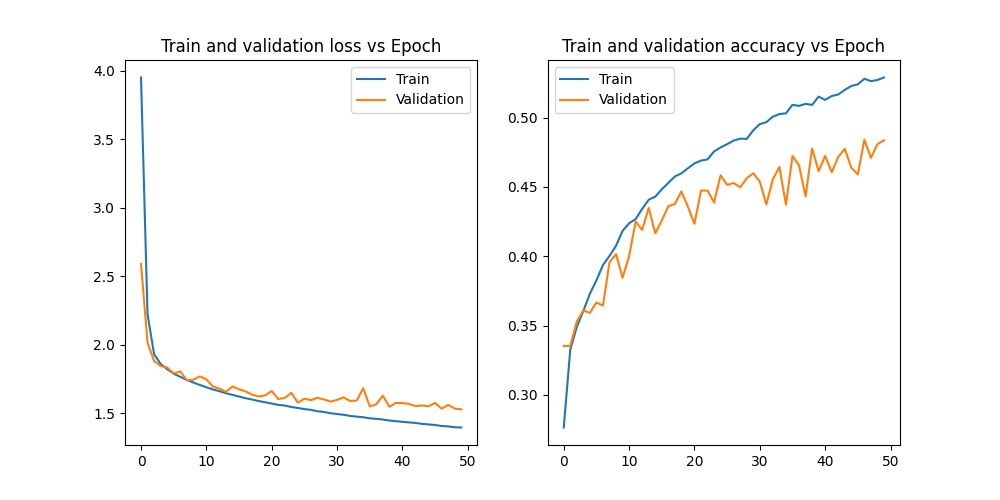 Train and validation loss vs Epoch
Train
Validation
4.0
3.5
3.0
2.5
2.0
1.5
0 10 20 30 40 50
Train and validation accuracy vs Epoch
Train
Validation
0.50
0.45
0.40
0.35
0.30
0 10 20 30 40 50